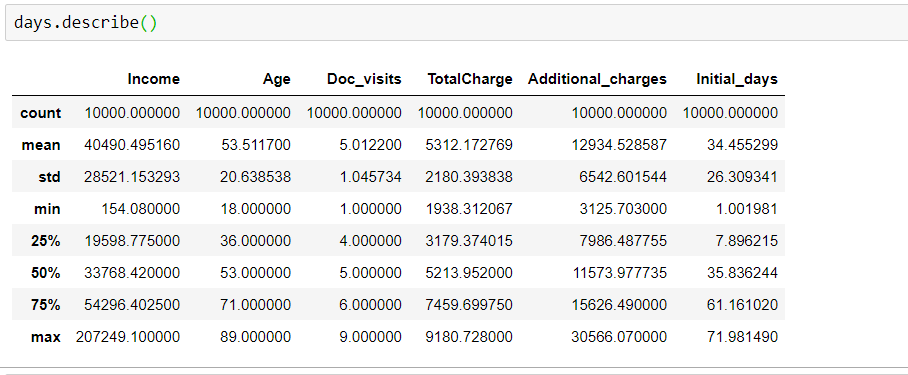 days.describe()
Income Age Doc_visits TotalCharge Additional_charges Initial_days
count 10000.000000 10000.000000 10000.000000 10000.000000 10000.000000 10000.000000
mean 40490.495160 53.511700 5.012200 5312.172769 12934.528587 34.455299
std 28521.153293 20.638538 1.045734 2180.393838 6542.601544 26.309341
min 154.080000 18.000000 1.000000 1938.312067 3125.703000 1.001981
25% 19598.775000 36.000000 4.000000 3179.374015 7986.487755 7.896215
50% 33768.420000 53.000000 5.000000 5213.952000 11573.977735 35.836244
75% 54296.402500 71.000000 6.000000 7459.699750 15626.490000 61.161020
max 207249.100000 89.000000 9.000000 9180.728000 30566.070000 71.981490